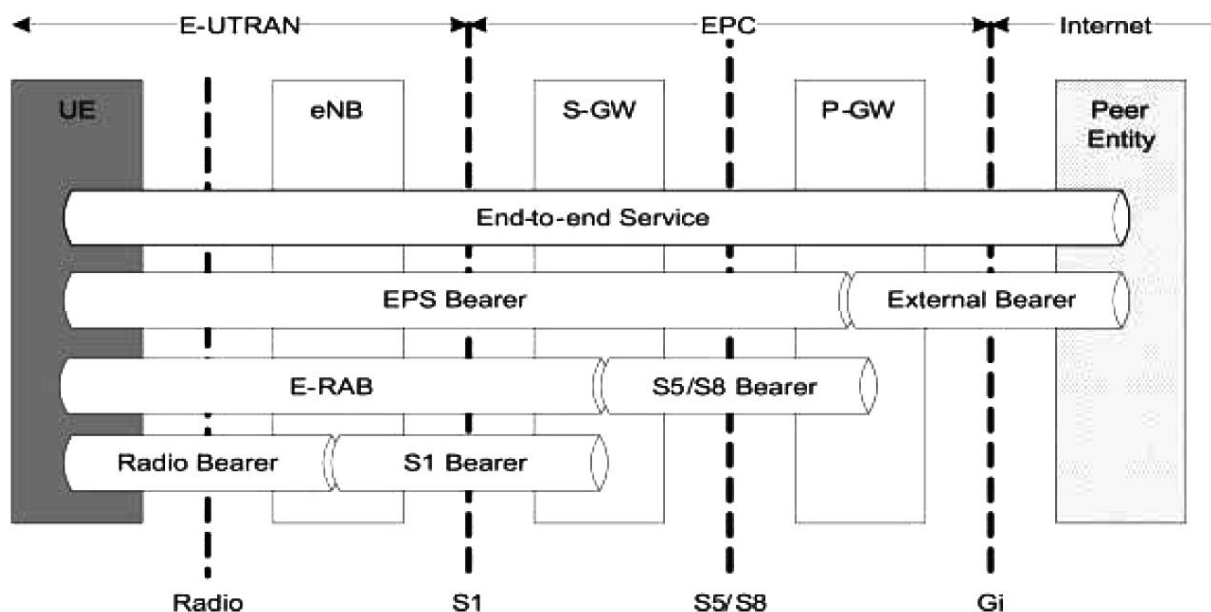 E-UTRAN EPC Internet
UE eNB S-GW P-GW Peer
Entity
End-to-end Service
EPS Bearer External Bearer
E-RAB S5/S8 Bearer
Radio Bearer S1 Bearer
Radio S1 S5/S8 Gi